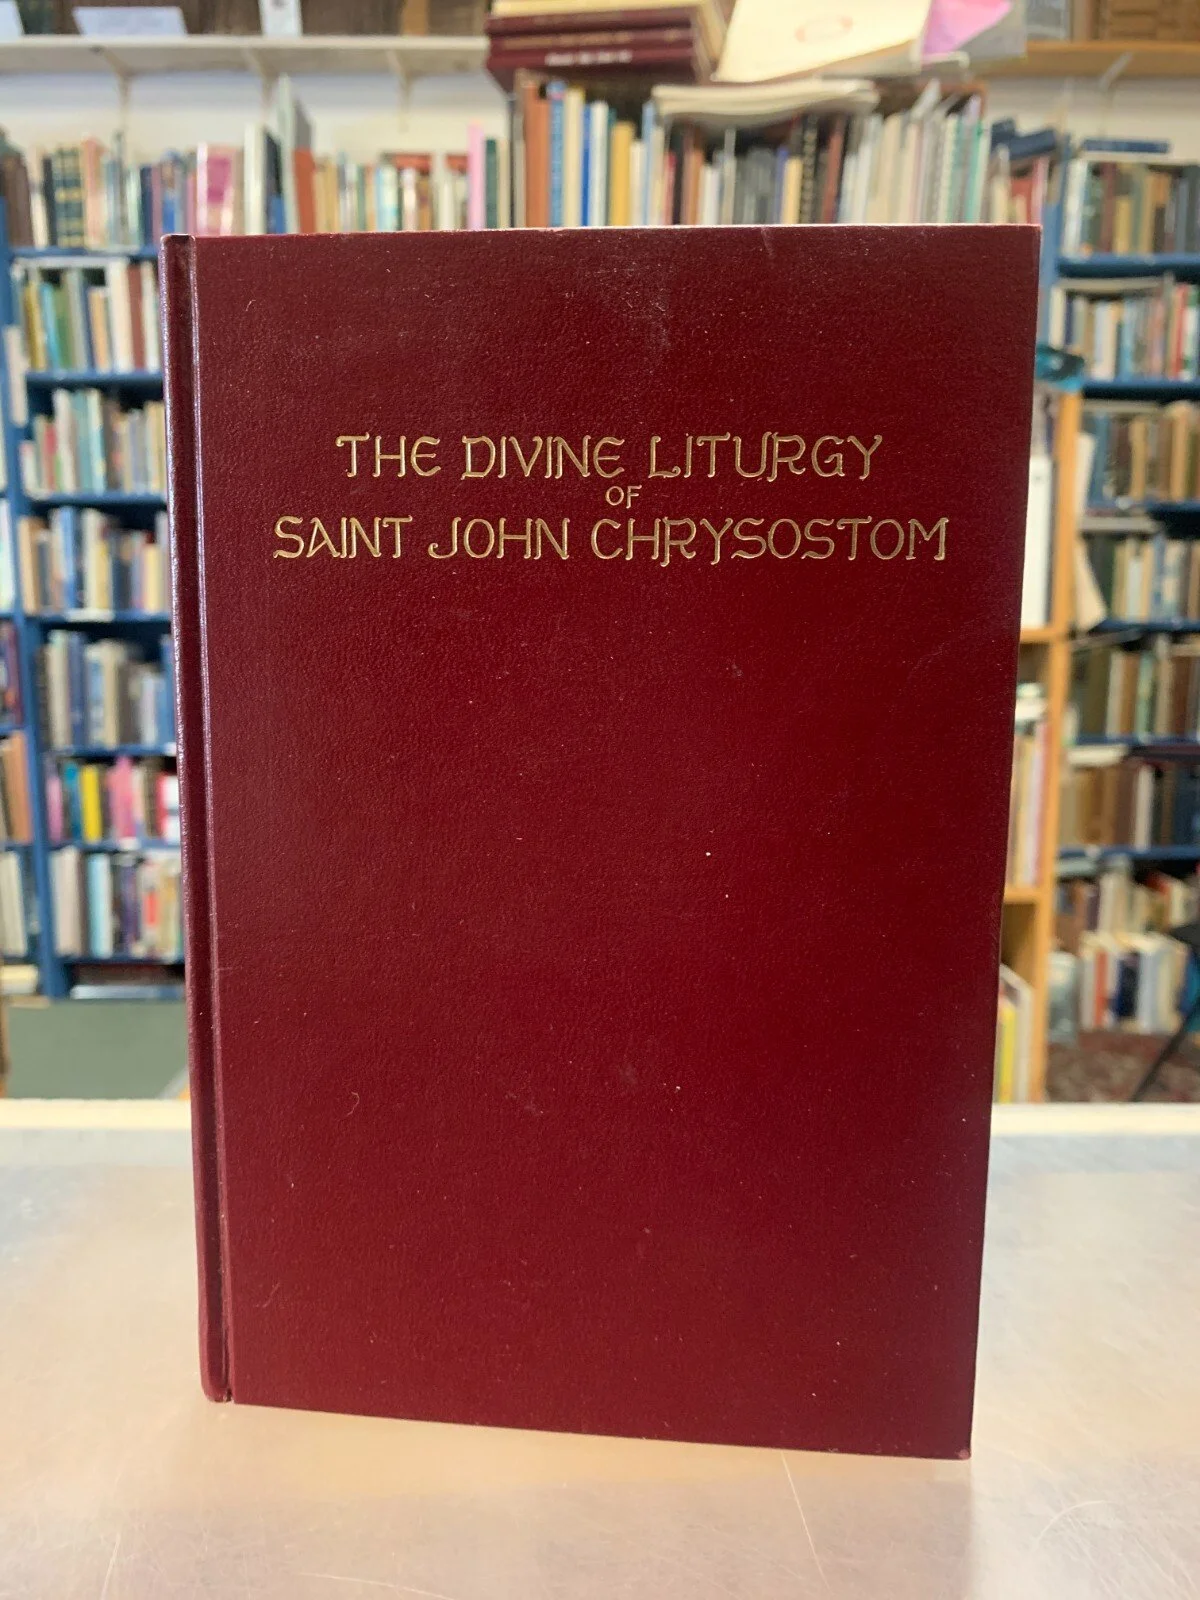 THE DIVINE LITURGY
OF
SAINT JOHN CHRYSOSTOM